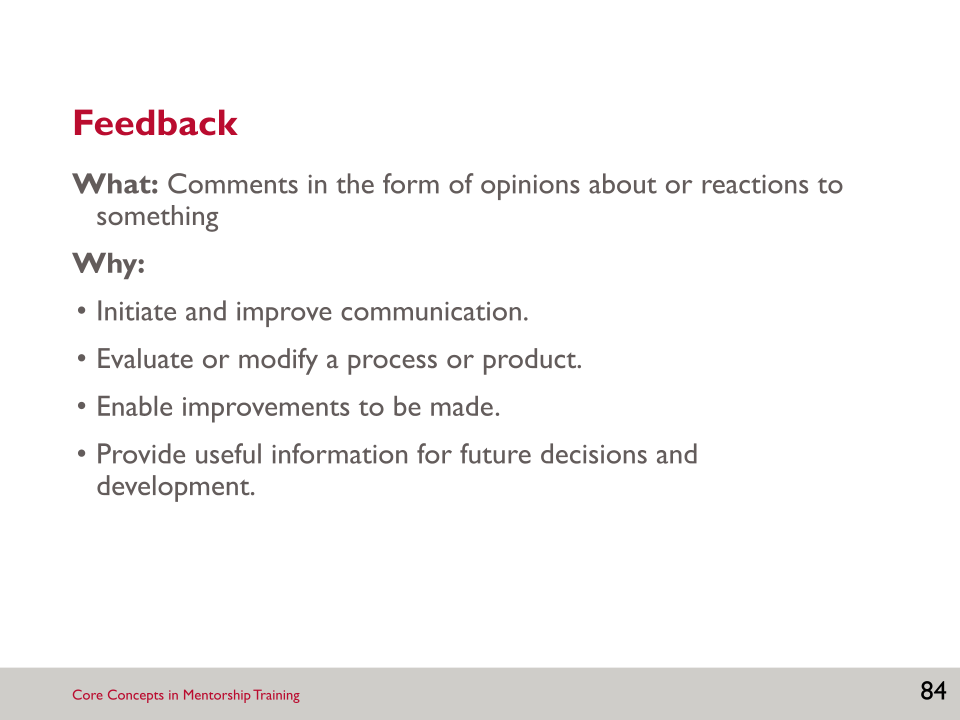 Feedback
What: Comments in the form of opinions about or reactions to
something
Why:
• Initiate and improve communication.
• Evaluate or modify a process or product.
• Enable improvements to be made.
• Provide useful information for future decisions and
development.
Core Concepts in Mentorship Training
84